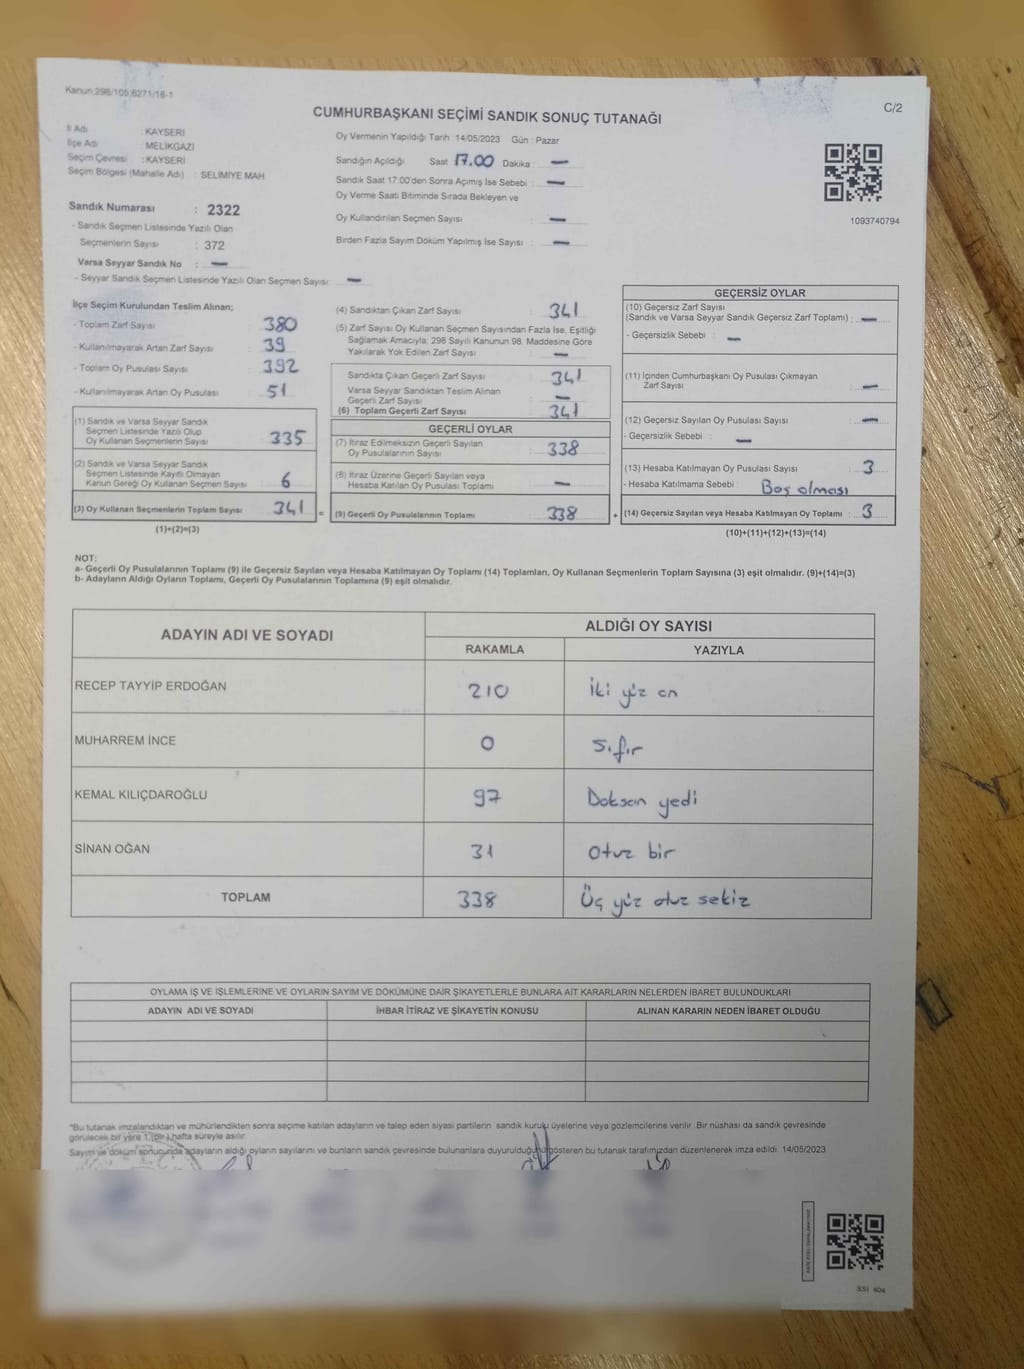 Kanun:298/105;6271/16-1
C/2
CUMHURBAŞKANI SEÇİMİ SANDIK SONUÇ TUTANAĞI
İl Adı : KAYSERİ
İlçe Adı : MELİKGAZİ
Seçim Çevresi : KAYSERİ
Seçim Bölgesi (Mahalle Adı) : SELİMİYE MAH
Sandık Numarası : 2322
- Sandık Seçmen Listesinde Yazılı Olan
Seçmenlerin Sayısı : 372
Varsa Seyyar Sandık No : —
- Seyyar Sandık Seçmen Listesinde Yazılı Olan Seçmen Sayısı: —
Oy Vermenin Yapıldığı Tarih : 14/05/2023 Gün : Pazar
Sandığın Açıldığı Saat 17.00 Dakika : —
Sandık Saat 17:00'den Sonra Açımış İse Sebebi : —
Oy Verme Saati Bitiminde Sırada Bekleyen ve
Oy Kullandırılan Seçmen Sayısı : —
Birden Fazla Sayım Döküm Yapılmış İse Sayısı : —
1093740794
İlçe Seçim Kurulundan Teslim Alınan;
- Toplam Zarf Sayısı : 380
- Kullanılmayarak Artan Zarf Sayısı : 39
- Toplam Oy Pusulası Sayısı : 392
- Kullanılmayarak Artan Oy Pusulası : 51
(1) Sandık ve Varsa Seyyar Sandık
Seçmen Listesinde Yazılı Olup
Oy Kullanan Seçmenlerin Sayısı : 335
(2) Sandık ve Varsa Seyyar Sandık
Seçmen Listesinde Kayıtlı Olmayan
Kanun Gereği Oy Kullanan Seçmen Sayısı : 6
(3) Oy Kullanan Seçmenlerin Toplam Sayısı : 341 =
(1)+(2)=(3)
(4) Sandıktan Çıkan Zarf Sayısı : 341
(5) Zarf Sayısı Oy Kullanan Seçmen Sayısından Fazla İse, Eşitliği
Sağlamak Amacıyla, 298 Sayılı Kanunun 98. Maddesine Göre
Yakılarak Yok Edilen Zarf Sayısı : —
Sandıkta Çıkan Geçerli Zarf Sayısı : 341
Varsa Seyyar Sandıktan Teslim Alınan
Geçerli Zarf Sayısı : —
(6) Toplam Geçerli Zarf Sayısı : 341
GEÇERLİ OYLAR
(7) İtiraz Edilmeksizin Geçerli Sayılan
Oy Pusulalarının Sayısı : 338
(8) İtiraz Üzerine Geçerli Sayılan veya
Hesaba Katılan Oy Pusulası Toplamı : —
(9) Geçerli Oy Pusulalarının Toplamı : 338 +
GEÇERSİZ OYLAR
(10) Geçersiz Zarf Sayısı
(Sandık ve Varsa Seyyar Sandık Geçersiz Zarf Toplamı) : —
- Geçersizlik Sebebi : —
(11) İçinden Cumhurbaşkanı Oy Pusulası Çıkmayan
Zarf Sayısı : —
(12) Geçersiz Sayılan Oy Pusulası Sayısı : —
- Geçersizlik Sebebi : —
(13) Hesaba Katılmayan Oy Pusulası Sayısı : 3
- Hesaba Katılmama Sebebi : Boş olması
(14) Geçersiz Sayılan veya Hesaba Katılmayan Oy Toplamı : 3
(10)+(11)+(12)+(13)=(14)
NOT:
a- Geçerli Oy Pusulalarının Toplamı (9) ile Geçersiz Sayılan veya Hesaba Katılmayan Oy Toplamı (14) Toplamları, Oy Kullanan Seçmenlerin Toplam Sayısına (3) eşit olmalıdır. (9)+(14)=(3)
b- Adayların Aldığı Oyların Toplamı, Geçerli Oy Pusulalarının Toplamına (9) eşit olmalıdır.
ADAYIN ADI VE SOYADI
ALDIĞI OY SAYISI
RAKAMLA YAZIYLA
RECEP TAYYİP ERDOĞAN 210 İki yüz on
MUHARREM İNCE 0 Sıfır
KEMAL KILIÇDAROĞLU 97 Doksan yedi
SİNAN OĞAN 31 Otuz bir
TOPLAM 338 Üç yüz otuz sekiz
OYLAMA İŞ VE İŞLEMLERİNE VE OYLARIN SAYIM VE DÖKÜMÜNE DAİR ŞİKAYETLERLE BUNLARA AİT KARARLARIN NELERDEN İBARET BULUNDUKLARI
ADAYIN ADI VE SOYADI İHBAR İTİRAZ VE ŞİKAYETİN KONUSU ALINAN KARARIN NEDEN İBARET OLDUĞU
*Bu tutanak imzalandıktan ve mühürlendikten sonra seçime katılan adayların ve talep eden siyasi partilerin sandık kurulu üyelerine veya gözlemcilerine verilir. Bir nüshası da sandık çevresinde
görülecek bir yere 1 (bir) hafta süreyle asılır.
Sayım ve döküm sonucunda adayların aldığı oyların sayılarını ve bunların sandık çevresinde bulunanlara duyurulduğunu gösteren bu tutanak tarafımızdan düzenlenerek imza edildi. 14/05/2023
SSI 404